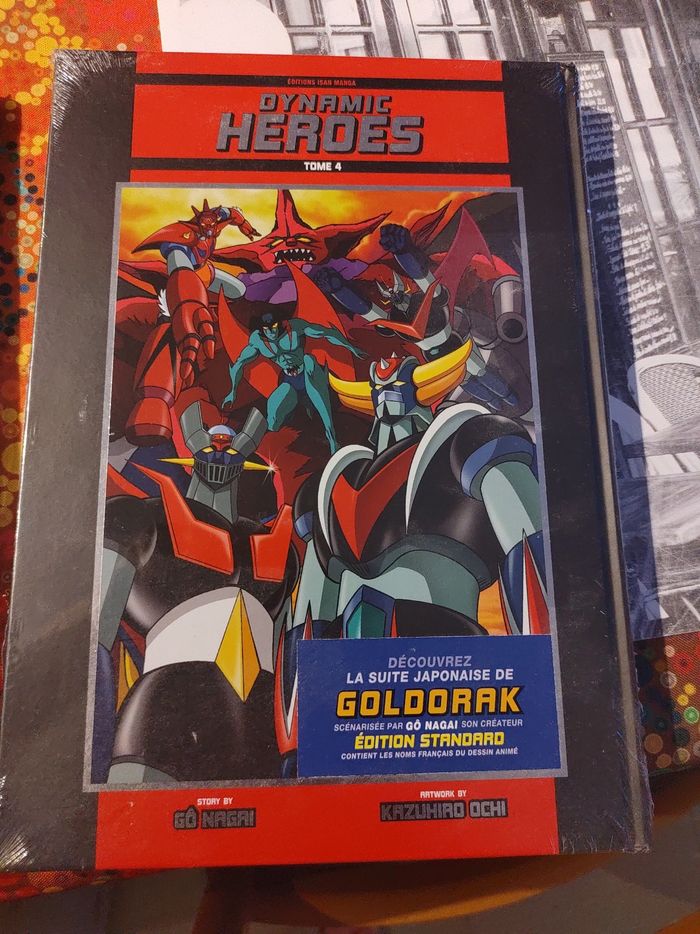 ÉDITIONS ISAN MANGA
DYNAMIC
HEROES
TOME 4
DÉCOUVREZ
LA SUITE JAPONAISE DE
GOLDORAK
SCÉNARISÉE PAR GÔ NAGAI SON CRÉATEUR
ÉDITION STANDARD
CONTIENT LES NOMS FRANÇAIS DU DESSIN ANIMÉ
STORY BY
GÔ NAGAI
ARTWORK BY
KAZUHIRO OCHI